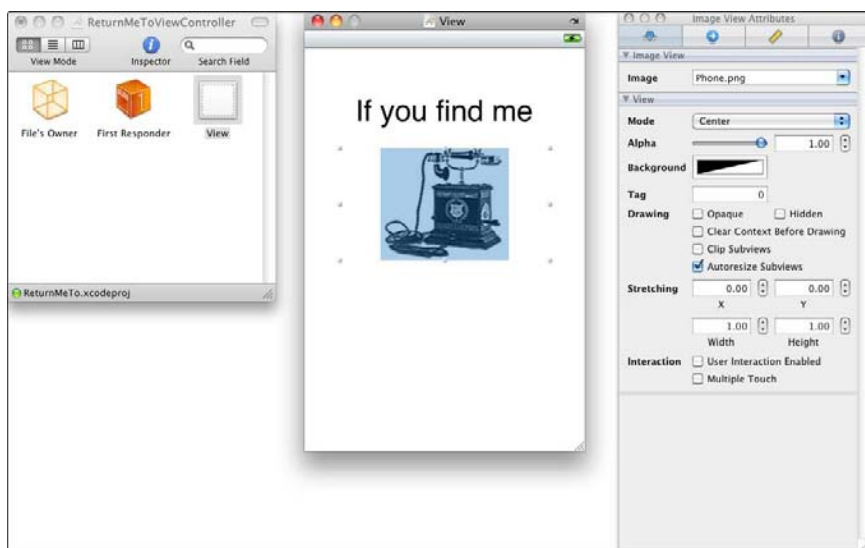 ReturnMeToViewController
View Mode
Inspector
Search Field
File's Owner
First Responder
View
ReturnMeTo.xcodeproj
View
If you find me
Image View Attributes
Image View
Image
Phone.png
View
Mode
Center
Alpha
1.00
Background
Tag
0
Drawing
Opaque
Hidden
Clear Context Before Drawing
Clip Subviews
Autoresize Subviews
Stretching
0.00
0.00
X
Y
1.00
1.00
Width
Height
Interaction
User Interaction Enabled
Multiple Touch